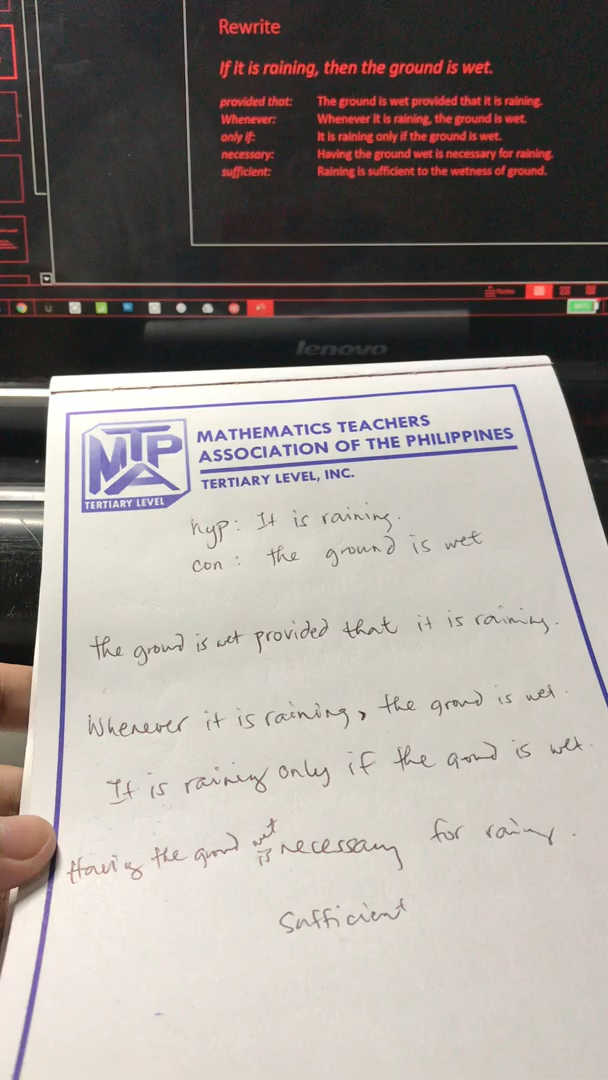 Rewrite
If it is raining, then the ground is wet.
provided that: The ground is wet provided that it is raining.
Whenever: Whenever it is raining, the ground is wet.
only if: It is raining only if the ground is wet.
necessary: Having the ground wet is necessary for raining.
sufficient: Raining is sufficient to the wetness of ground.
Notes
lenovo
MTAP
TERTIARY LEVEL
MATHEMATICS TEACHERS
ASSOCIATION OF THE PHILIPPINES
TERTIARY LEVEL, INC.
hyp: It is raining.
con: the ground is wet
the ground is wet provided that it is raining.
Whenever it is raining, the ground is wet.
It is raining only if the ground is wet.
Having the ground wet is necessary for raining.
Sufficient